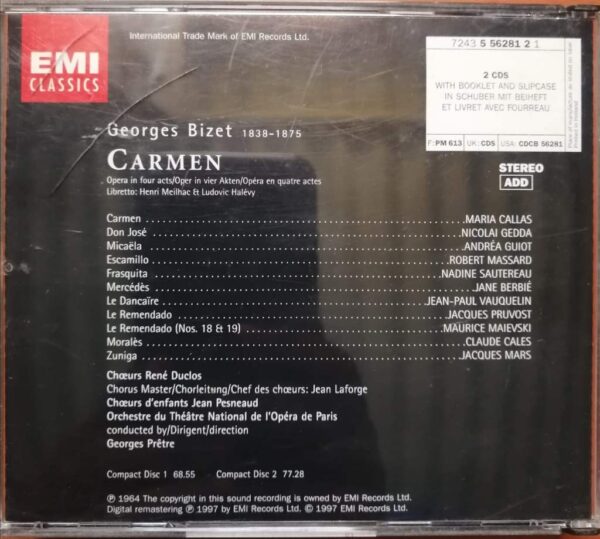 EMI
CLASSICS
International Trade Mark of EMI Records Ltd.
7243 5 56281 2 1
2 CDS
WITH BOOKLET AND SLIPCASE
IN SCHUBER MIT BEIHEFT
ET LIVRET AVEC FOURREAU
F: PM 613 UK: CDS USA: CDCB 56281
Georges Bizet 1838–1875
CARMEN
Opera in four acts/Oper in vier Akten/Opéra en quatre actes
Libretto: Henri Meilhac & Ludovic Halévy
STEREO
ADD
Carmen MARIA CALLAS
Don José NICOLAI GEDDA
Micaëla ANDRÉA GUIOT
Escamillo ROBERT MASSARD
Frasquita NADINE SAUTEREAU
Mercédès JANE BERBIÉ
Le Dancaïre JEAN-PAUL VAUQUELIN
Le Remendado JACQUES PRUVOST
Le Remendado (Nos. 18 & 19) MAURICE MAIEVSKI
Moralès CLAUDE CALES
Zuniga JACQUES MARS
Chœurs René Duclos
Chorus Master/Chorleitung/Chef des chœurs: Jean Laforge
Chœurs d'enfants Jean Pesneaud
Orchestre du Théâtre National de l'Opéra de Paris
conducted by/Dirigent/direction
Georges Prêtre
Compact Disc 1 68.55 Compact Disc 2 77.28
℗ 1964 The copyright in this sound recording is owned by EMI Records Ltd.
Digital remastering ℗ 1997 by EMI Records Ltd. © 1997 EMI Records Ltd.